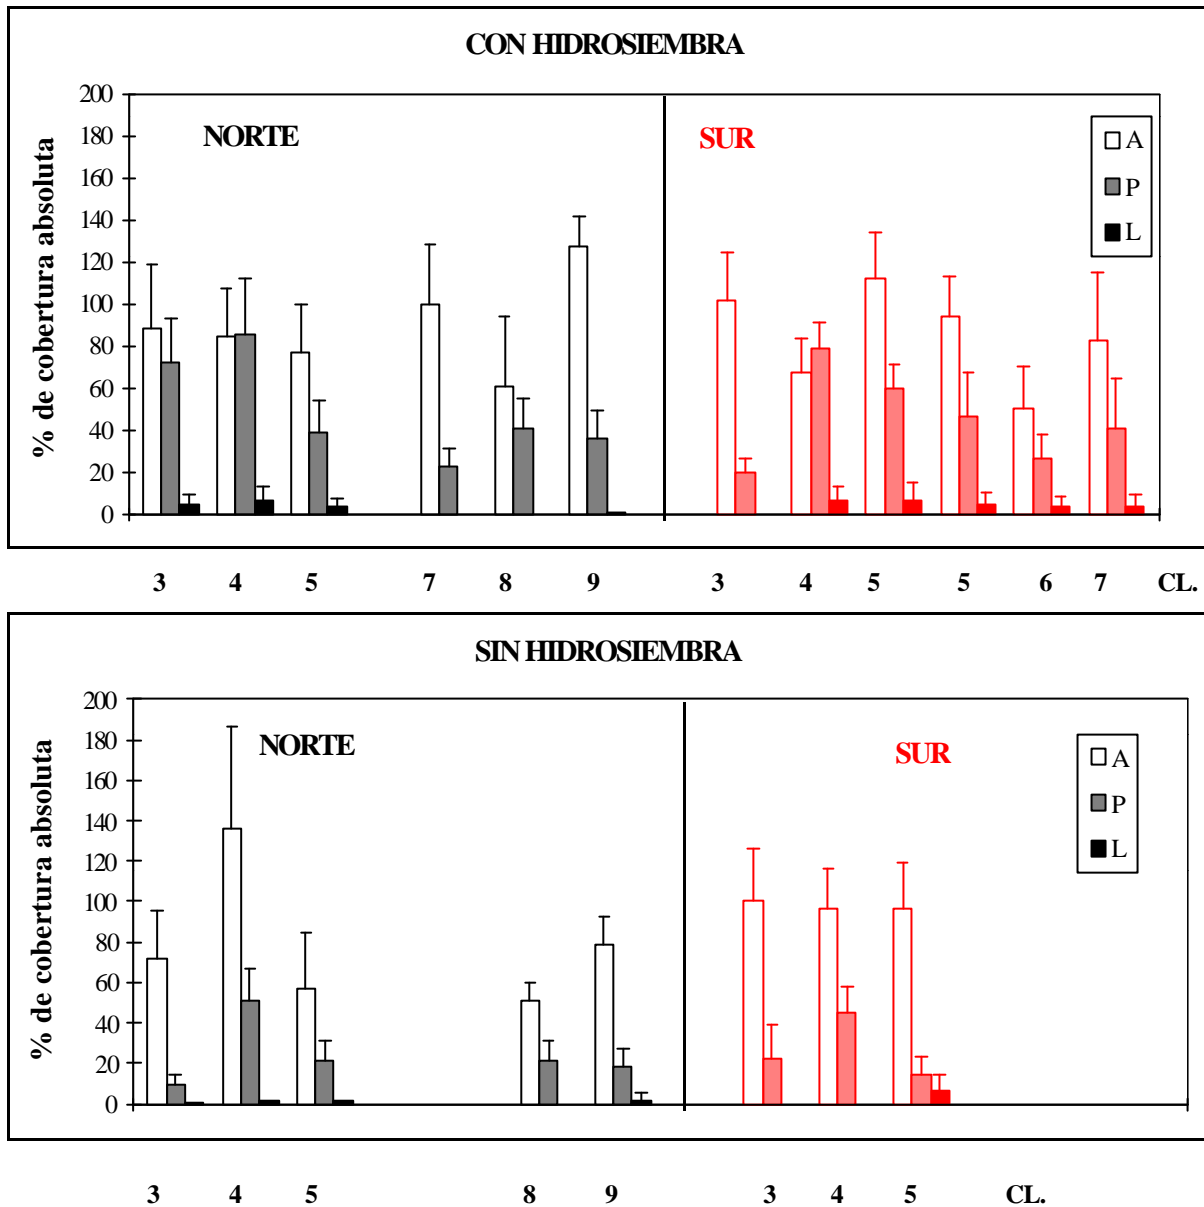 CON HIDROSIEMBRA
% de cobertura absoluta
200
180
160
140
120
100
80
60
40
20
0
NORTE
SUR
A
P
L
3 4 5 7 8 9 3 4 5 5 6 7 CL.
SIN HIDROSIEMBRA
% de cobertura absoluta
200
180
160
140
120
100
80
60
40
20
0
NORTE
SUR
A
P
L
3 4 5 8 9 3 4 5 CL.